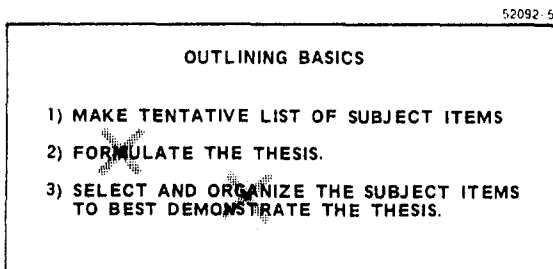 52092-5
OUTLINING BASICS
1) MAKE TENTATIVE LIST OF SUBJECT ITEMS
2) FORMULATE THE THESIS.
3) SELECT AND ORGANIZE THE SUBJECT ITEMS
TO BEST DEMONSTRATE THE THESIS.